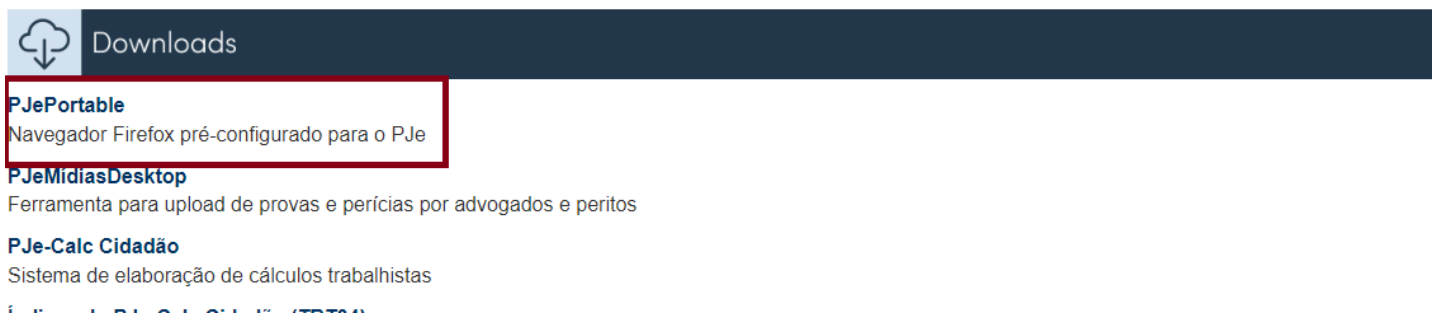 Downloads
PJePortable
Navegador Firefox pré-configurado para o PJe
PJeMídiasDesktop
Ferramenta para upload de provas e perícias por advogados e peritos
PJe-Calc Cidadão
Sistema de elaboração de cálculos trabalhistas